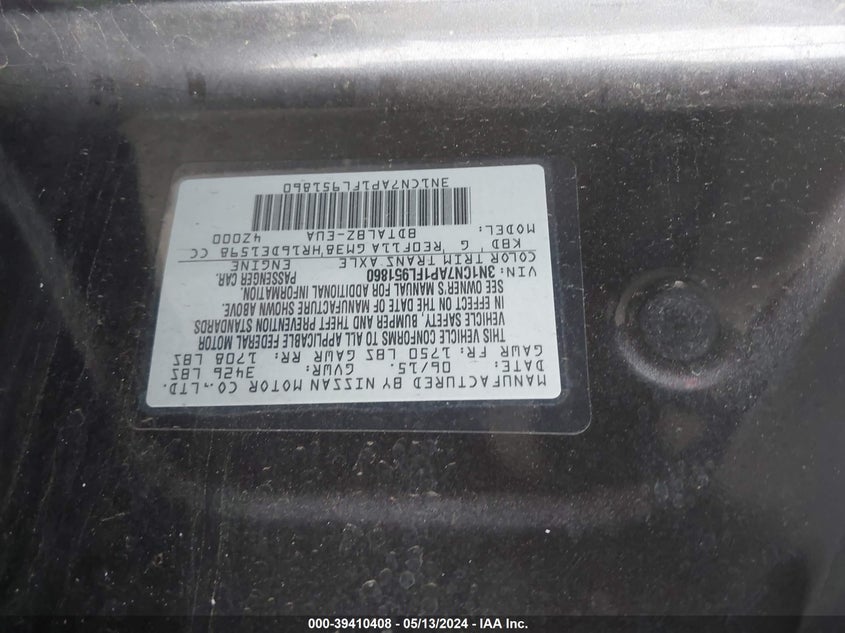 MANUFACTURED BY NISSAN MOTOR CO.,LTD.
DATE: 06/15. GVWR: 3426 LBS
GAWR FR: 1750 LBS GAWR RR: 1708 LBS
THIS VEHICLE CONFORMS TO ALL APPLICABLE FEDERAL MOTOR
VEHICLE SAFETY, BUMPER AND THEFT PREVENTION STANDARDS
IN EFFECT ON THE DATE OF MANUFACTURE SHOWN ABOVE.
SEE OWNER'S MANUAL FOR ADDITIONAL INFORMATION.
VIN: 3N1CN7AP1FL951860 PASSENGER CAR.
COLOR TRIM TRANS AXLE ENGINE
KBD G RE0F11A GM38 HR16DE1598 CC
MODEL: BDTALBZ-EUA 4Z000
3N1CN7AP1FL951860
000-39410408 - 05/13/2024 - IAA Inc.